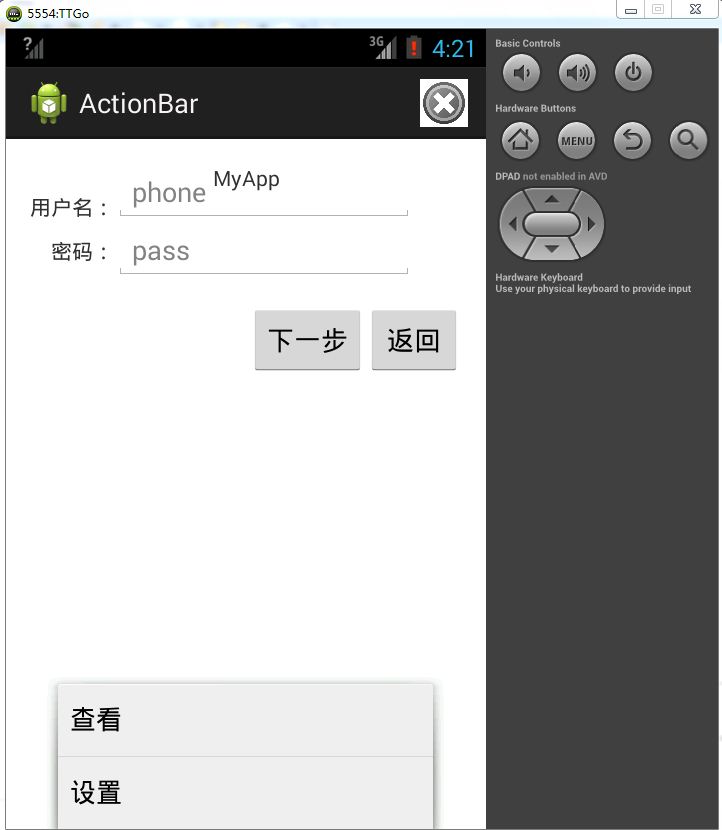 5554:TTGo
? 3G 4:21
ActionBar
MyApp
用户名： phone
密码： pass
下一步 返回
查看
设置
Basic Controls
Hardware Buttons
MENU
DPAD not enabled in AVD
Hardware Keyboard
Use your physical keyboard to provide input